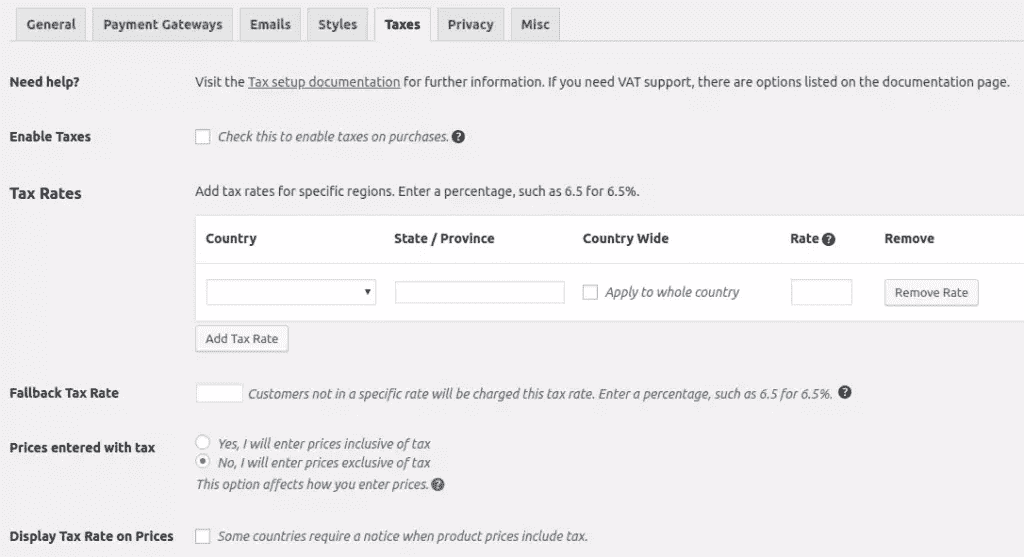 General Payment Gateways Emails Styles Taxes Privacy Misc
Need help? Visit the Tax setup documentation for further information. If you need VAT support, there are options listed on the documentation page.
Enable Taxes Check this to enable taxes on purchases.
Tax Rates Add tax rates for specific regions. Enter a percentage, such as 6.5 for 6.5%.
Country State / Province Country Wide Rate Remove
Apply to whole country Remove Rate
Add Tax Rate
Fallback Tax Rate Customers not in a specific rate will be charged this tax rate. Enter a percentage, such as 6.5 for 6.5%.
Prices entered with tax Yes, I will enter prices inclusive of tax
No, I will enter prices exclusive of tax
This option affects how you enter prices.
Display Tax Rate on Prices Some countries require a notice when product prices include tax.